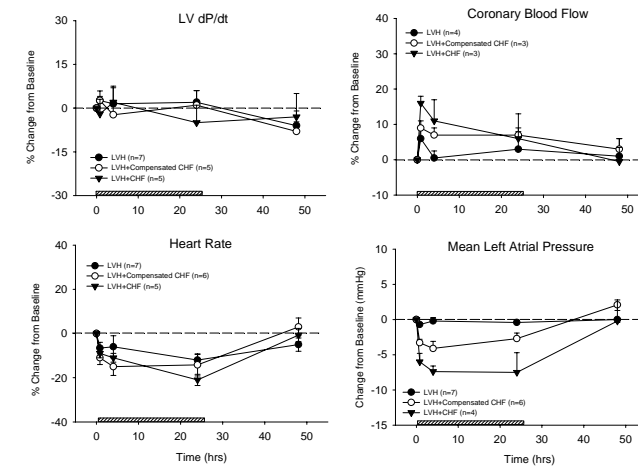 LV dP/dt
% Change from Baseline
30
15
0
-15
-30
LVH (n=7)
LVH+Compensated CHF (n=5)
LVH+CHF (n=5)
0 10 20 30 40 50
Coronary Blood Flow
% Change from Baseline
40
30
20
10
0
-10
LVH (n=4)
LVH+Compensated CHF (n=3)
LVH+CHF (n=3)
0 10 20 30 40 50
Heart Rate
% Change from Baseline
40
20
0
-20
-40
LVH (n=7)
LVH+Compensated CHF (n=6)
LVH+CHF (n=5)
0 10 20 30 40 50
Time (hrs)
Mean Left Atrial Pressure
Change from Baseline (mmHg)
10
5
0
-5
-10
-15
LVH (n=7)
LVH+Compensated CHF (n=6)
LVH+CHF (n=4)
0 10 20 30 40 50
Time (hrs)